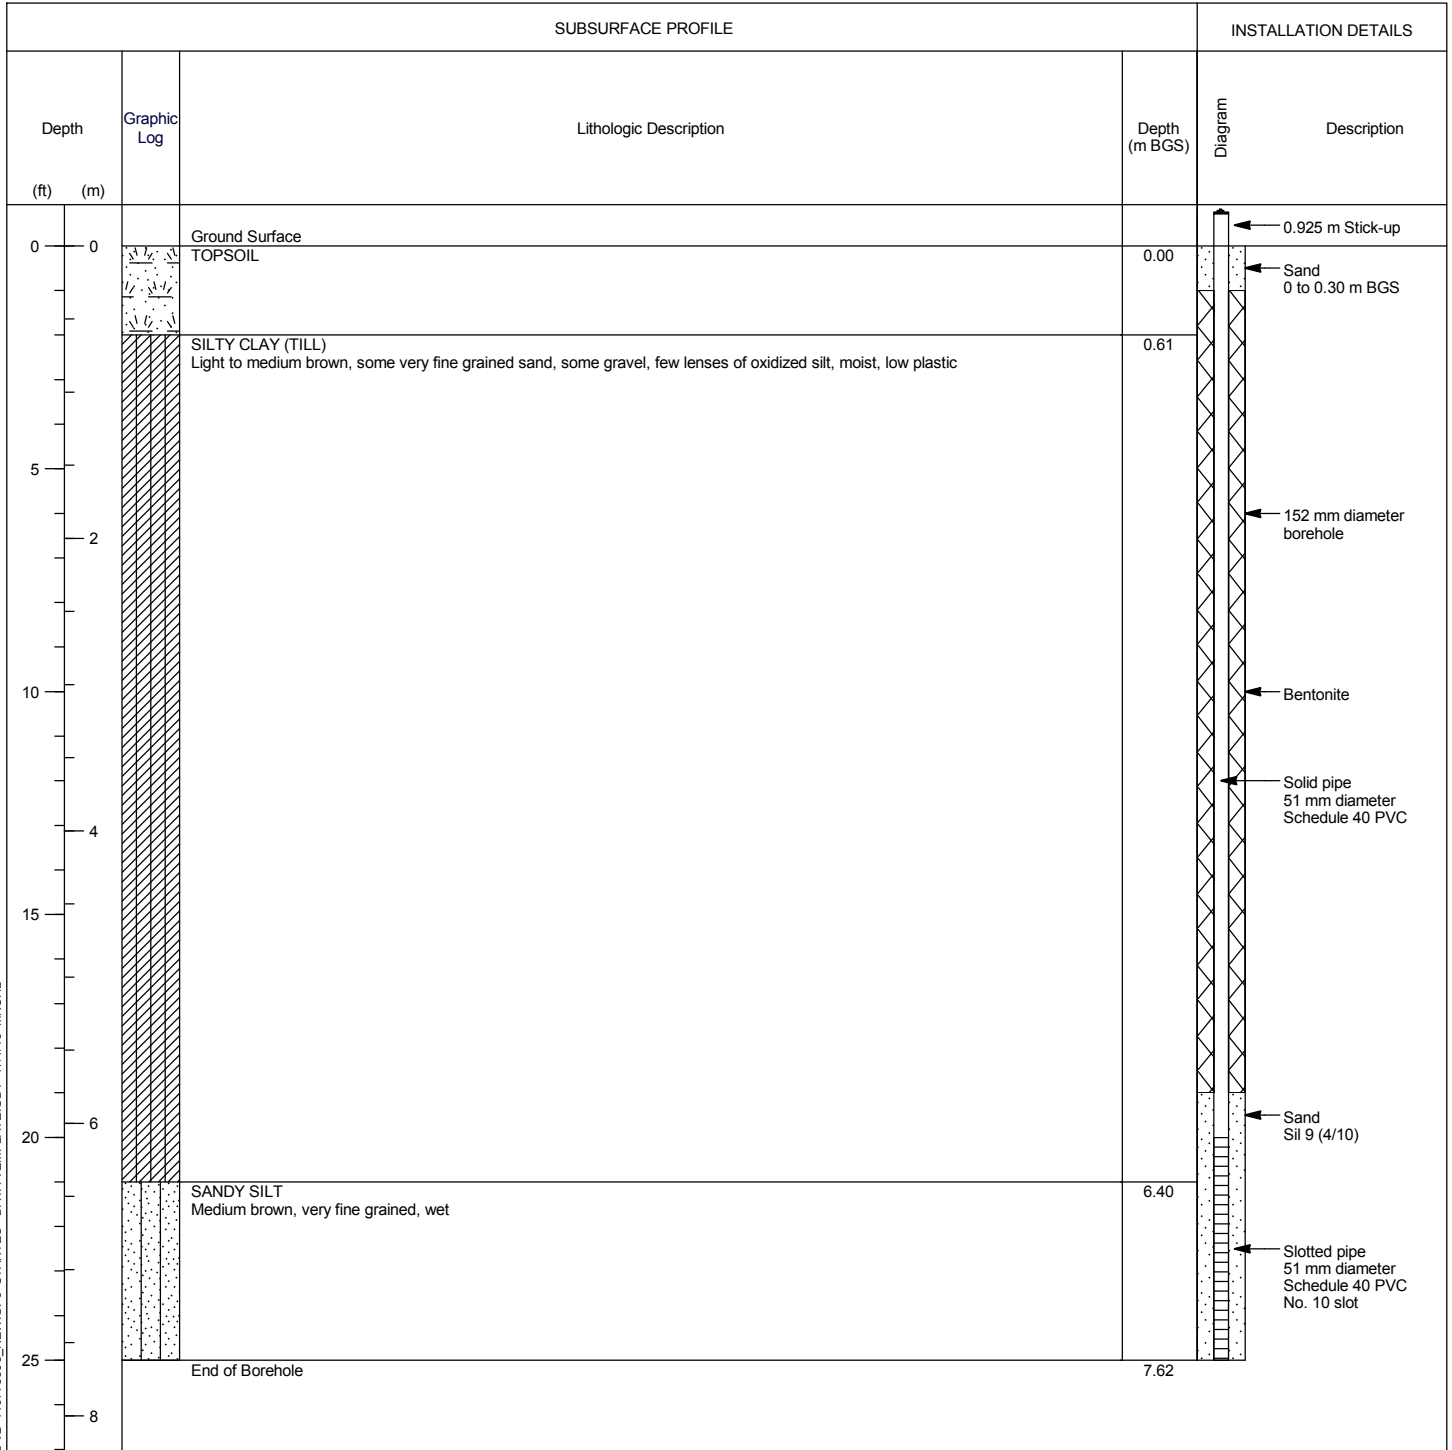 SUBSURFACE PROFILE
INSTALLATION DETAILS
Depth
(ft) (m)
Graphic
Log
Lithologic Description
Depth
(m BGS)
Diagram
Description
Ground Surface
0 0
TOPSOIL
0.00
0.925 m Stick-up
Sand
0 to 0.30 m BGS
SILTY CLAY (TILL)
0.61
Light to medium brown, some very fine grained sand, some gravel, few lenses of oxidized silt, moist, low plastic
5
2
152 mm diameter
borehole
10
Bentonite
Solid pipe
51 mm diameter
Schedule 40 PVC
4
15
6
20
Sand
Sil 9 (4/10)
SANDY SILT
6.40
Medium brown, very fine grained, wet
Slotted pipe
51 mm diameter
Schedule 40 PVC
No. 10 slot
25
End of Borehole
7.62
8